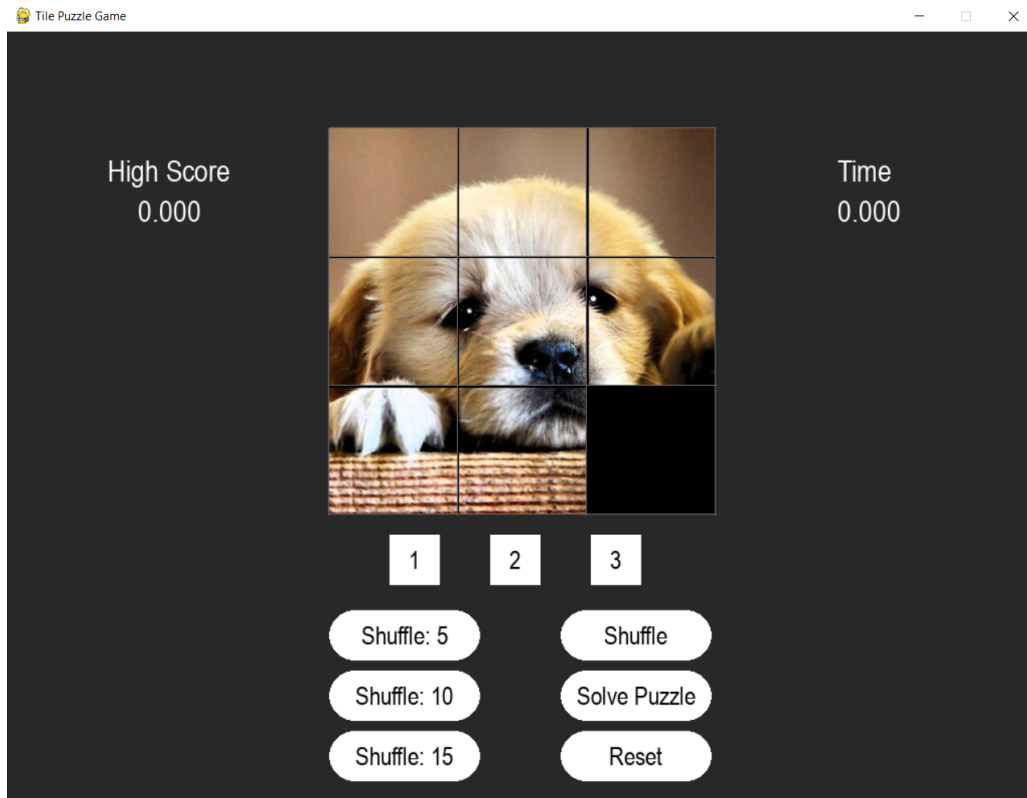 Tile Puzzle Game
High Score
0.000
Time
0.000
1 2 3
Shuffle: 5
Shuffle
Shuffle: 10
Solve Puzzle
Shuffle: 15
Reset